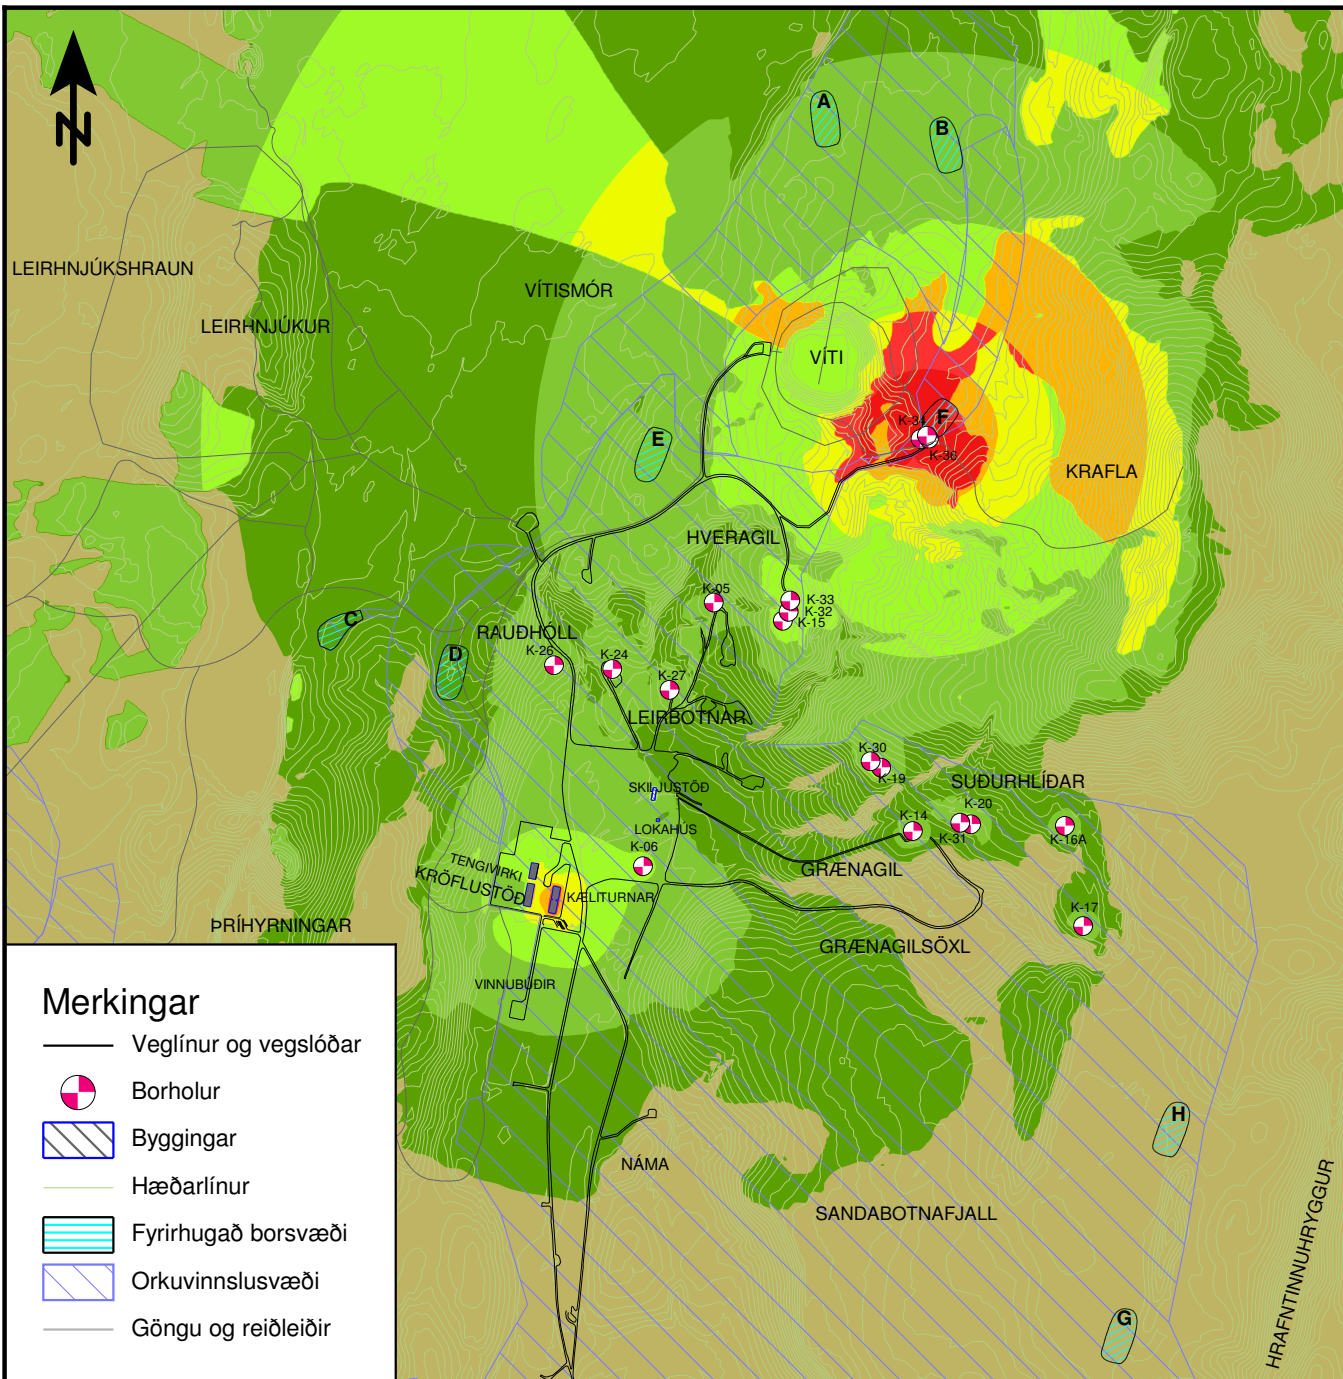 N
A
B
LEIRHNJÚKSHRAUN
VÍTISMÓR
LEIRHNJÚKUR
VÍTI
F
K-34
K-36
E
KRAFLA
HVERAGIL
K-05
K-33
K-32
K-15
C
RAUÐHÓLL
D
K-26
K-24
K-27
LEIRBOTNAR
K-30
K-19
SUÐURHLÍÐAR
SKILJUSTÖÐ
K-20
K-14
K-31
K-16A
LOKAHÚS
K-06
TENGIVIRKI
GRÆNAGIL
KRÖFLUSTÖÐ
KÆLITURNAR
K-17
ÞRÍHYRNINGAR
GRÆNAGILSÖXL
VINNUBÚÐIR
H
NÁMA
SANDABOTNAFJALL
HRAFNTINNUHRYGGUR
G
Merkingar
Veglínur og vegslóðar
Borholur
Byggingar
Hæðarlínur
Fyrirhugað borsvæði
Orkuvinnslusvæði
Göngu og reiðleiðir